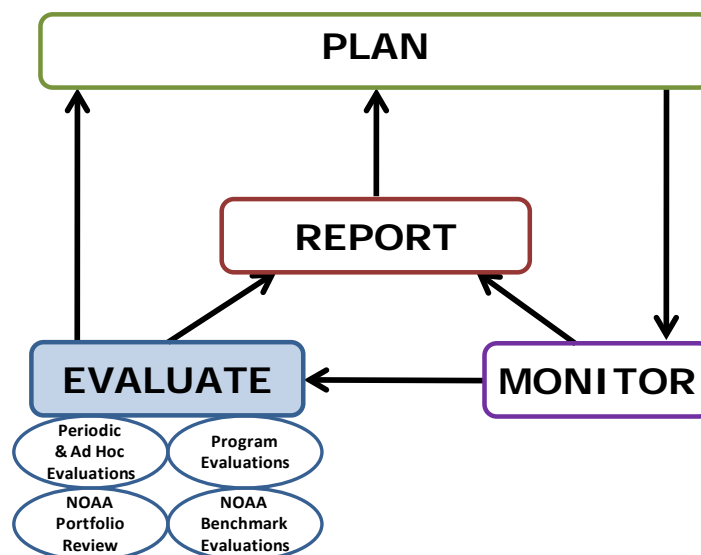 PLAN
REPORT
EVALUATE
MONITOR
Periodic
& Ad Hoc
Evaluations
Program
Evaluations
NOAA
Portfolio
Review
NOAA
Benchmark
Evaluations